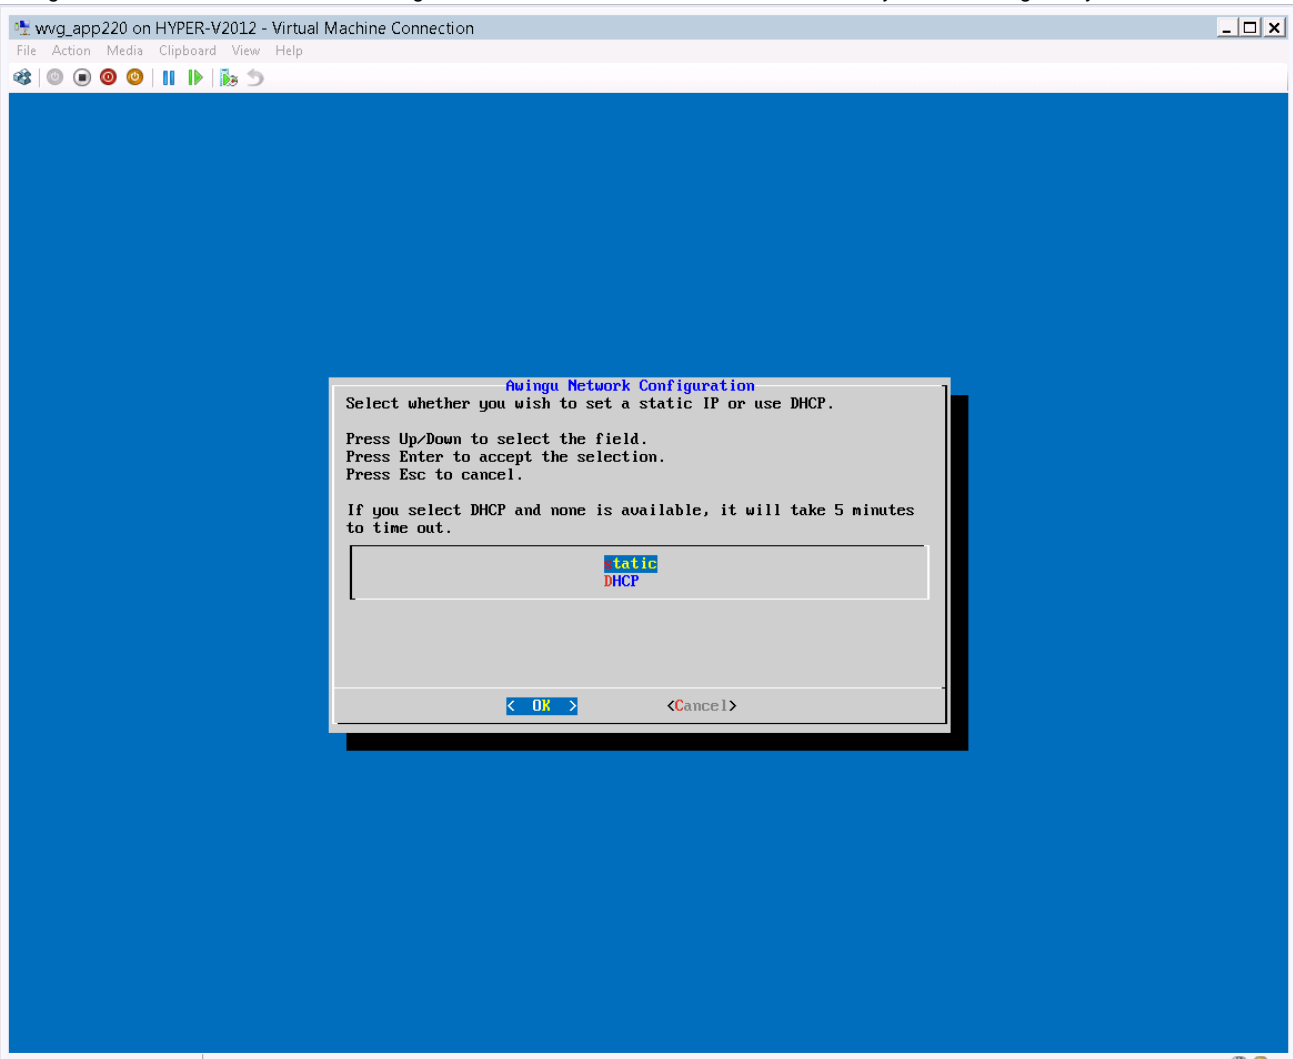 wvg_app220 on HYPER-V2012 - Virtual Machine Connection
File Action Media Clipboard View Help
Awingu Network Configuration
Select whether you wish to set a static IP or use DHCP.
Press Up/Down to select the field.
Press Enter to accept the selection.
Press Esc to cancel.
If you select DHCP and none is available, it will take 5 minutes
to time out.
static
DHCP
< OK > <Cancel>